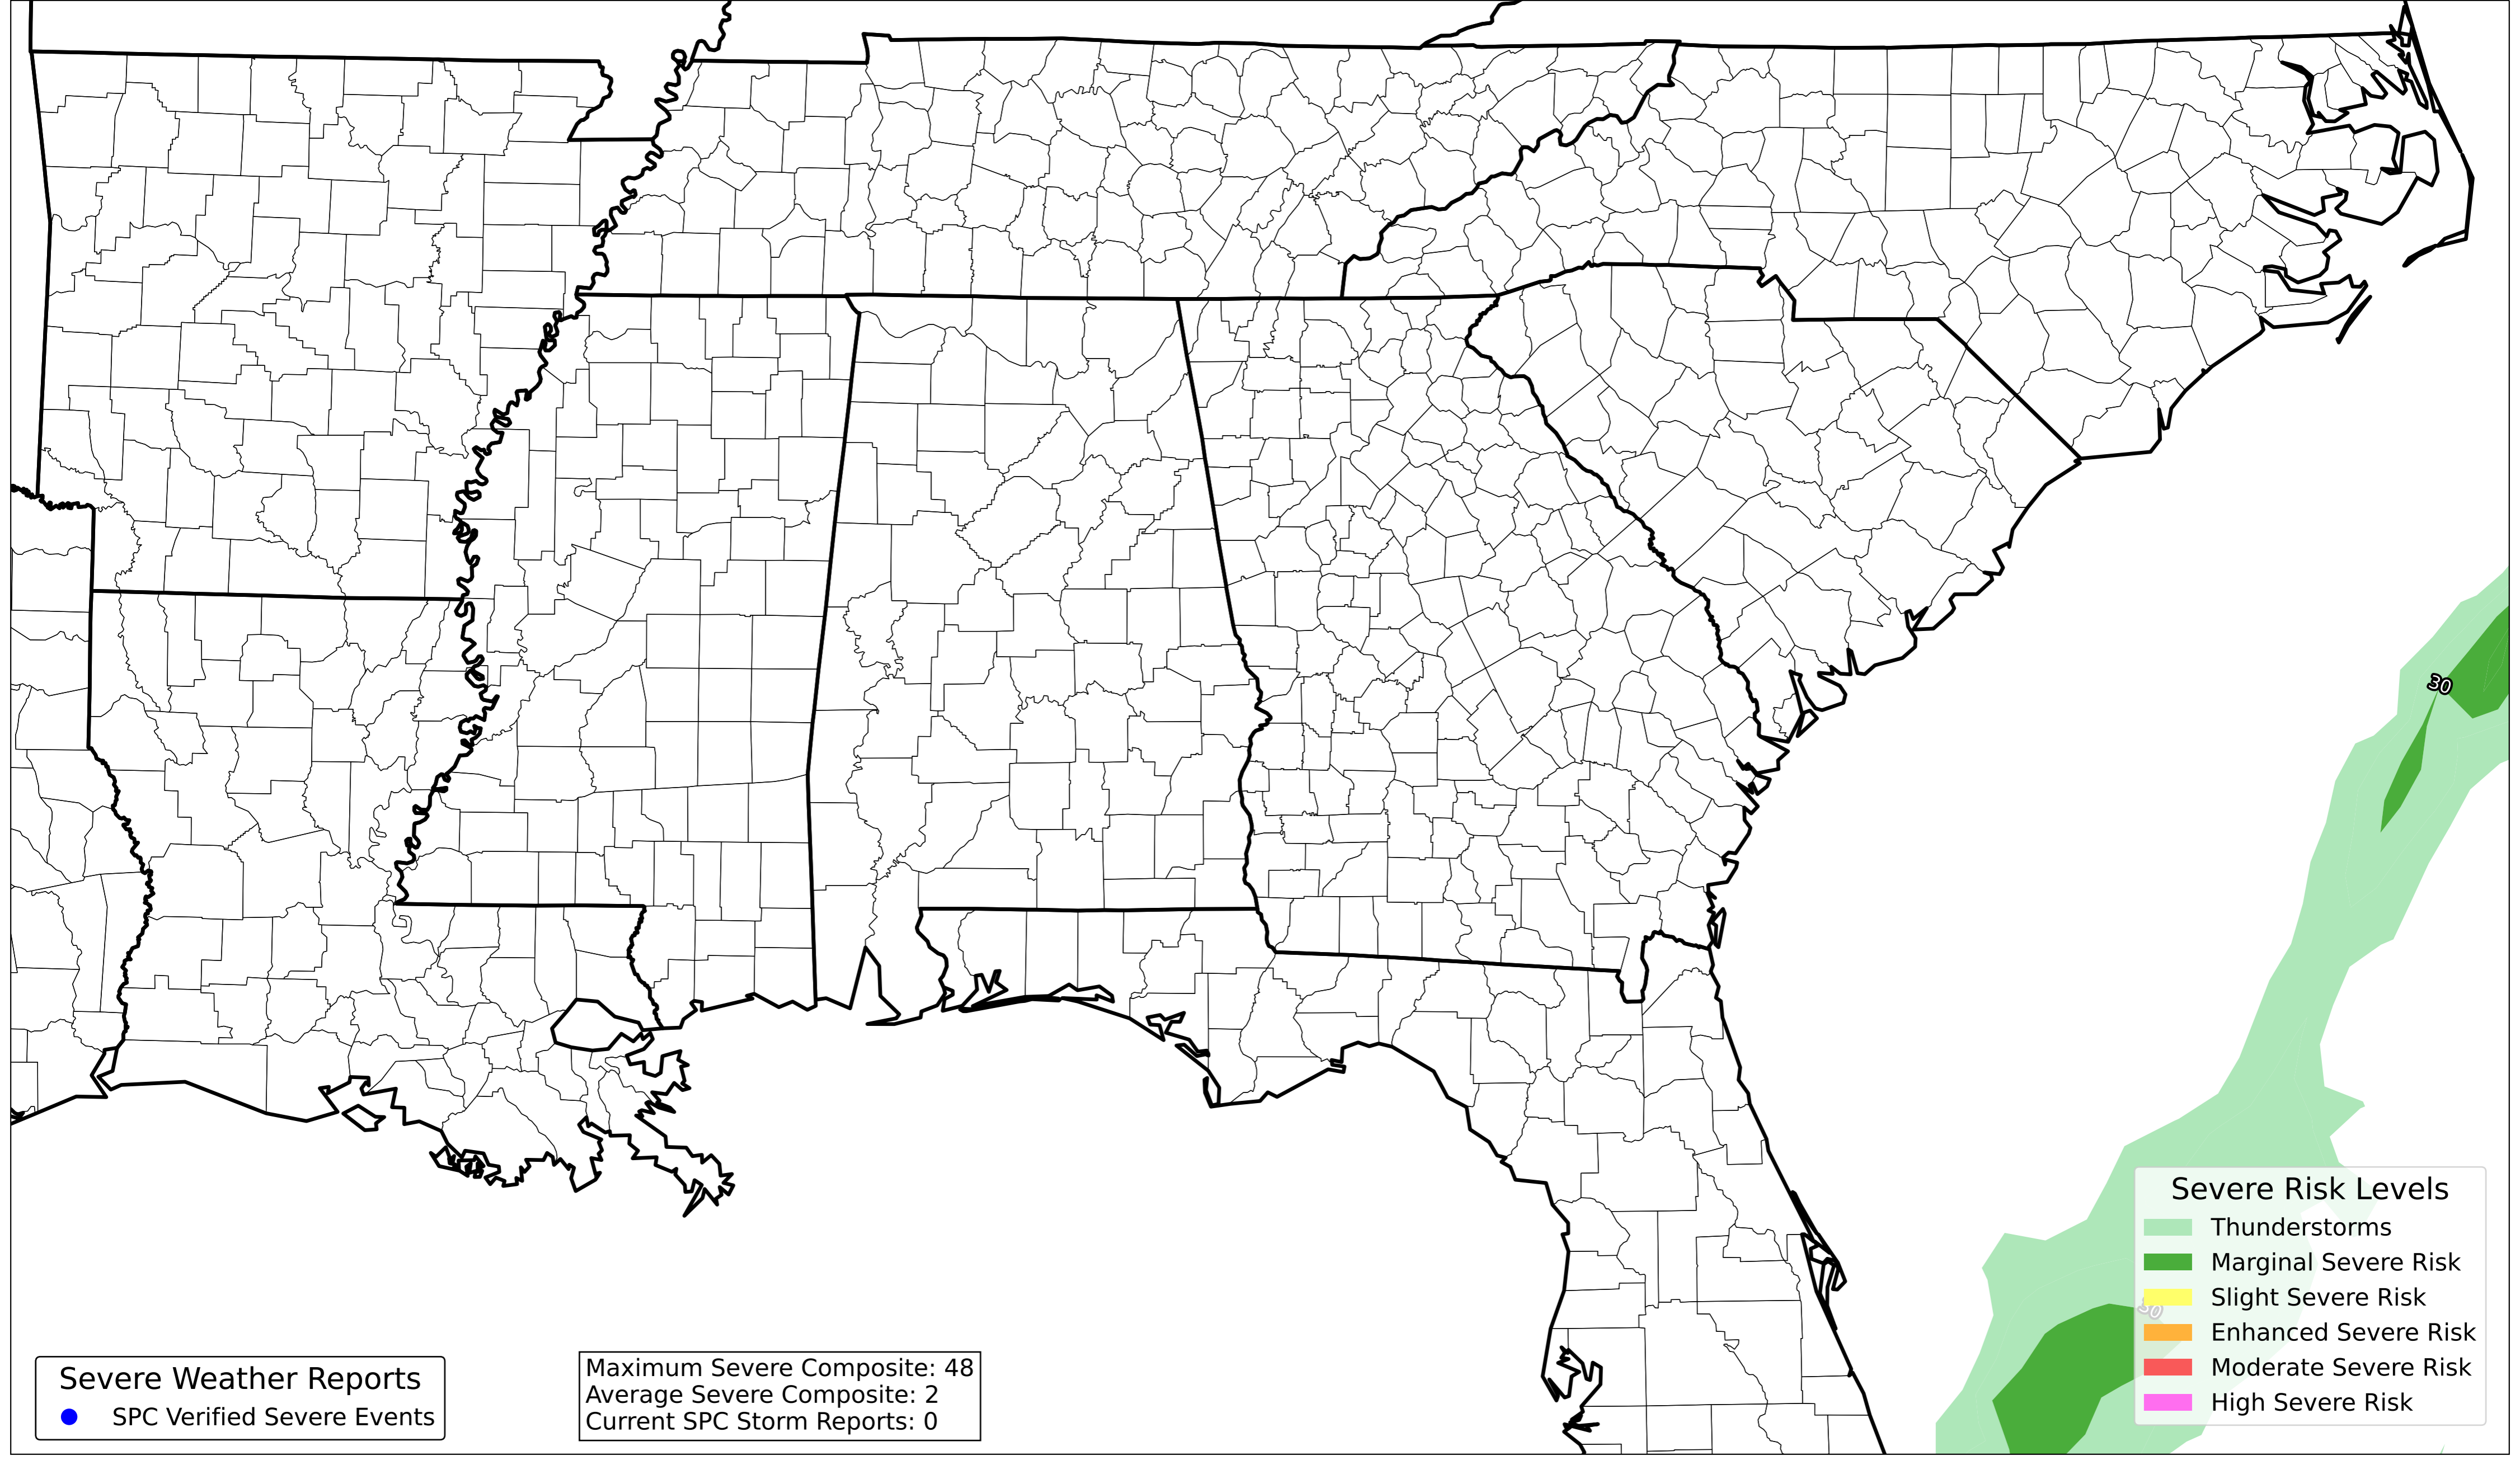 30
Severe Risk Levels
Thunderstorms
Marginal Severe Risk
30
Slight Severe Risk
Enhanced Severe Risk
Moderate Severe Risk
High Severe Risk
Severe Weather Reports
SPC Verified Severe Events
Maximum Severe Composite: 48
Average Severe Composite: 2
Current SPC Storm Reports: 0